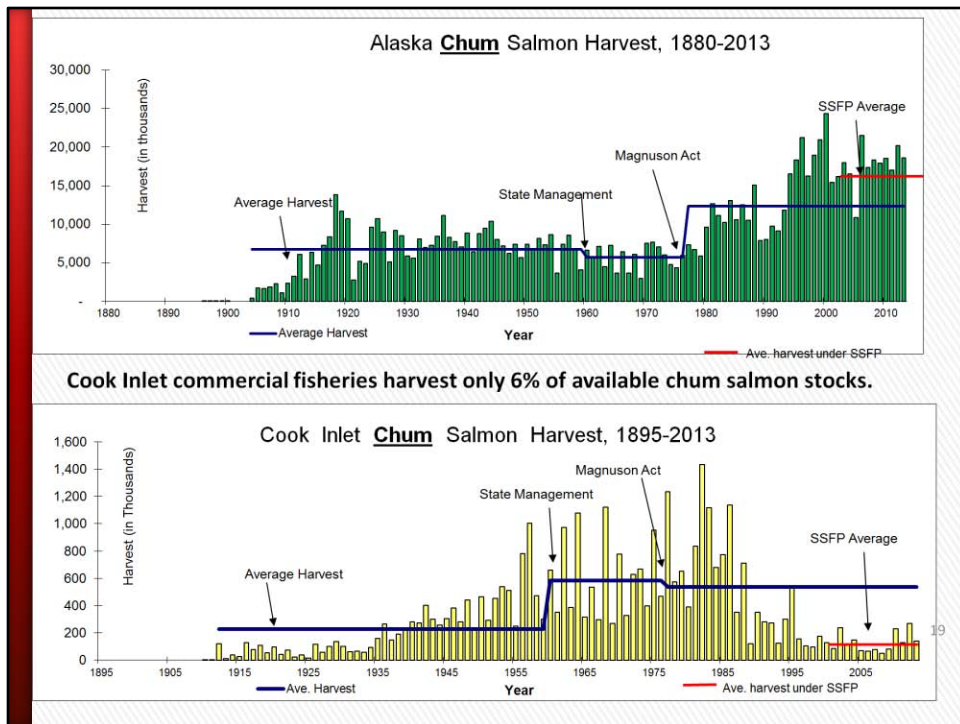 Alaska Chum Salmon Harvest, 1880-2013
Harvest (in thousands)
30,000
25,000
20,000
15,000
10,000
5,000
-
Average Harvest
State Management
Magnuson Act
SSFP Average
1880 1890 1900 1910 1920 1930 1940 1950 1960 1970 1980 1990 2000 2010
Year
Average Harvest
Ave. harvest under SSFP
Cook Inlet commercial fisheries harvest only 6% of available chum salmon stocks.
Cook Inlet Chum Salmon Harvest, 1895-2013
Harvest (in Thousands)
1,600
1,400
1,200
1,000
800
600
400
200
0
Average Harvest
State Management
Magnuson Act
SSFP Average
19
1895 1905 1915 1925 1935 1945 1955 1965 1975 1985 1995 2005
Year
Ave. Harvest
Ave. harvest under SSFP